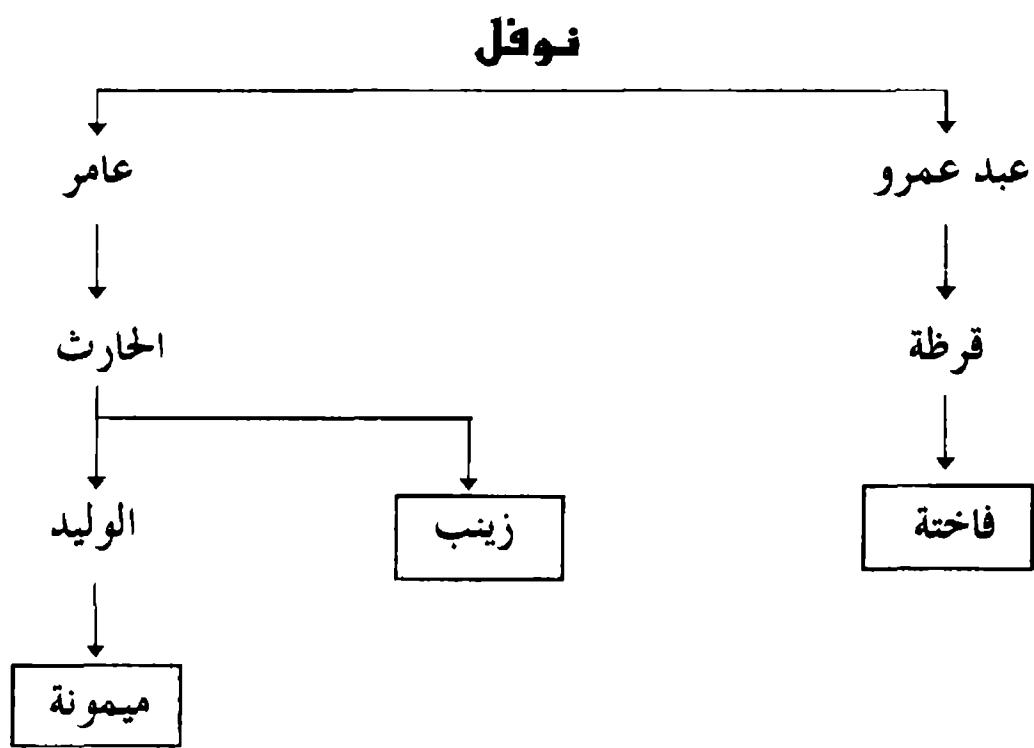 نوفل
عبد عمرو
عامر
قرظة
الحارث
فاختة
زينب
الوليد
ميمونة